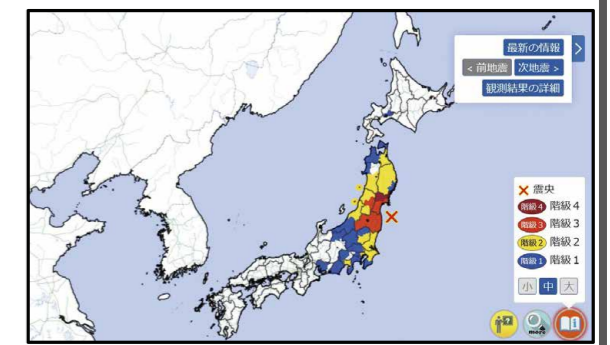 最新の情報
< 前地震 次地震 >
観測結果の詳細
震央
階級4 階級4
階級3 階級3
階級2 階級2
階級1 階級1
小 中 大
more